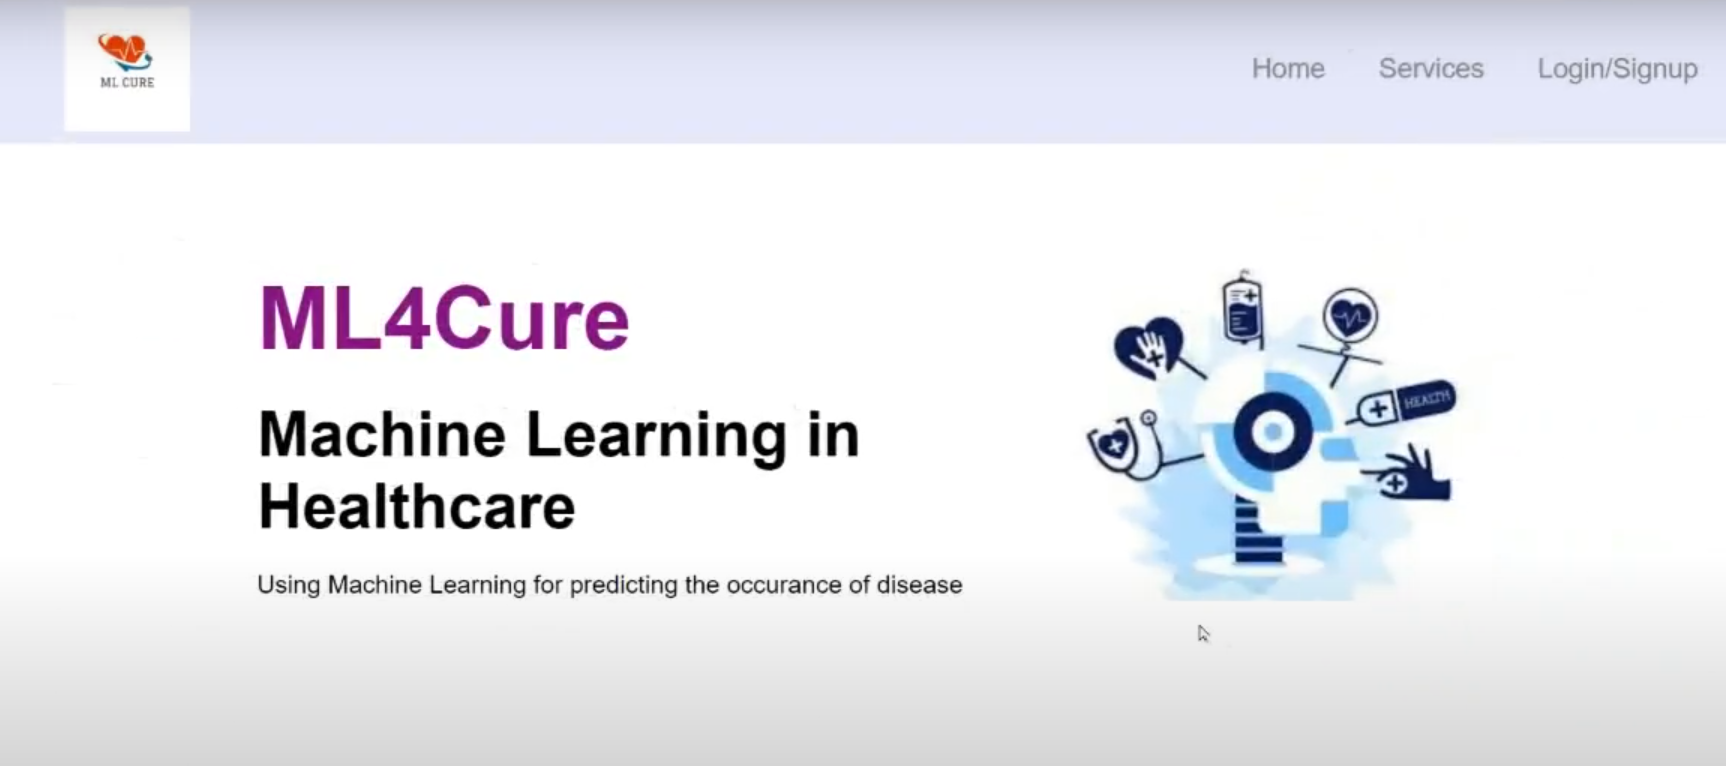 ML CURE
Home Services Login/Signup
ML4Cure
Machine Learning in
Healthcare
Using Machine Learning for predicting the occurance of disease
HEALTH